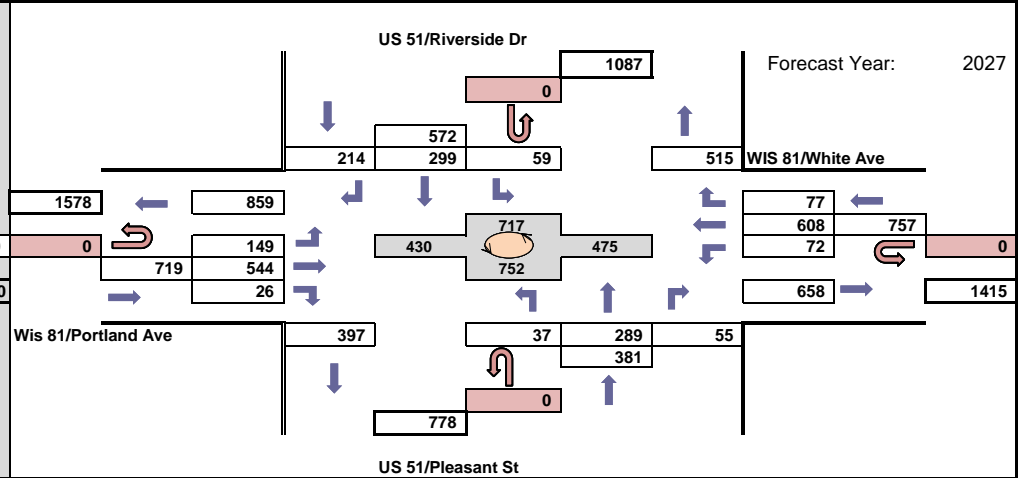 US 51/Riverside Dr
1087
Forecast Year: 2027
0
572
214 299 59 515 WIS 81/White Ave
1578 859 77
717 608 757
0 149 430 475 72 0
719 544 752
26 658 1415
Wis 81/Portland Ave 397 37 289 55
381
0
778
US 51/Pleasant St